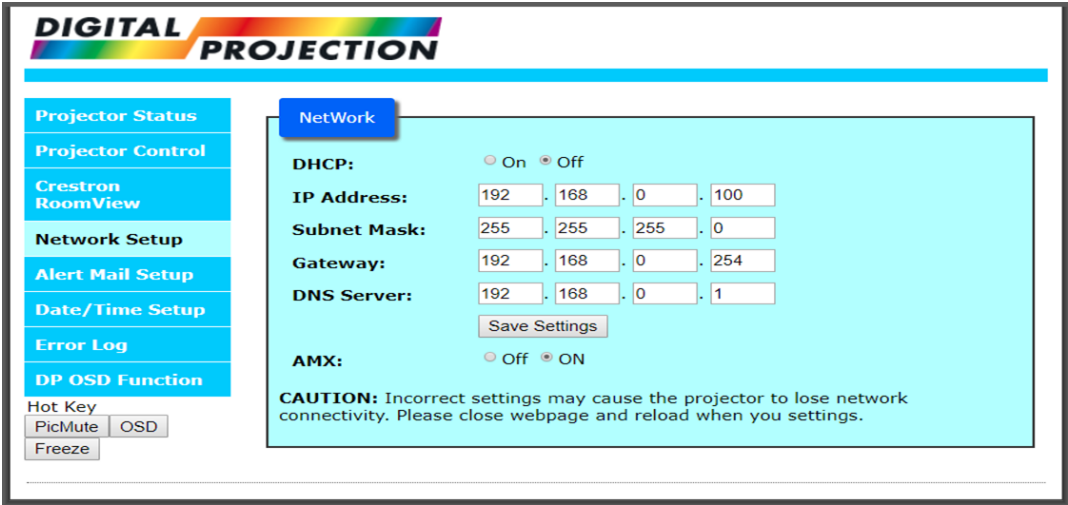 DIGITAL
PROJECTION
Projector Status
Projector Control
Crestron
RoomView
Network Setup
Alert Mail Setup
Date/Time Setup
Error Log
DP OSD Function
Hot Key
PicMute OSD
Freeze
NetWork
DHCP: On Off
IP Address: 192 . 168 . 0 . 100
Subnet Mask: 255 . 255 . 255 . 0
Gateway: 192 . 168 . 0 . 254
DNS Server: 192 . 168 . 0 . 1
Save Settings
AMX: Off ON
CAUTION: Incorrect settings may cause the projector to lose network
connectivity. Please close webpage and reload when you settings.